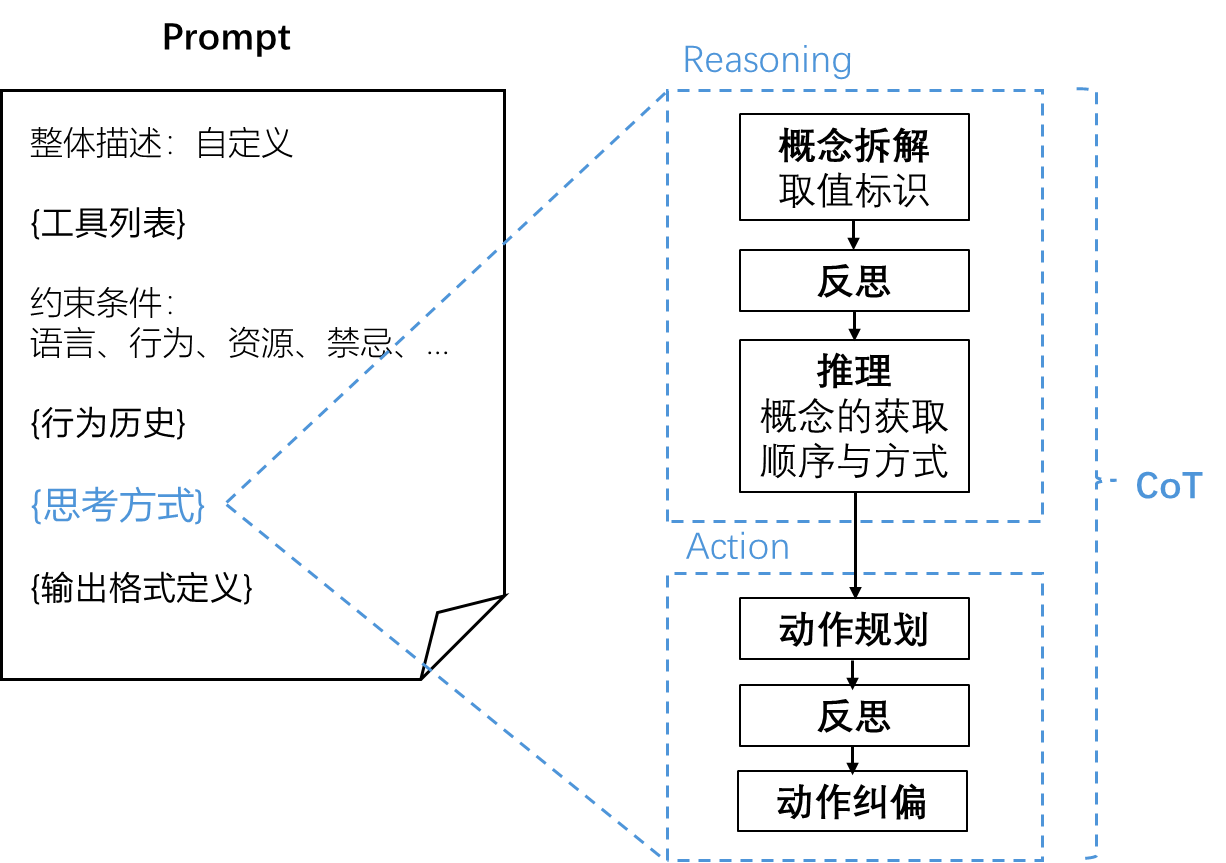 Prompt
整体描述：自定义
{工具列表}
约束条件：
语言、行为、资源、禁忌、...
{行为历史}
{思考方式}
{输出格式定义}
Reasoning
概念拆解
取值标识
反思
推理
概念的获取
顺序与方式
Action
动作规划
反思
动作纠偏
CoT